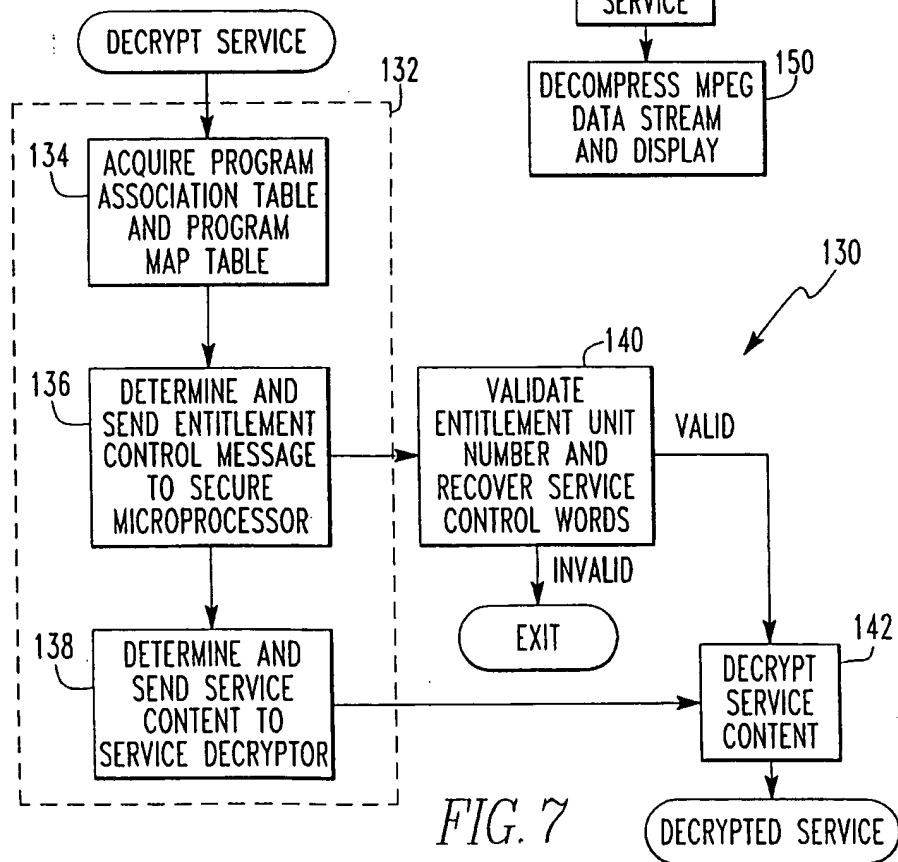 SERVICE
DECOMPRESS MPEG
DATA STREAM
AND DISPLAY
150
DECRYPT SERVICE
132
134
ACQUIRE PROGRAM
ASSOCIATION TABLE
AND PROGRAM
MAP TABLE
130
136
DETERMINE AND
SEND ENTITLEMENT
CONTROL MESSAGE
TO SECURE
MICROPROCESSOR
140
VALIDATE
ENTITLEMENT UNIT
NUMBER AND
RECOVER SERVICE
CONTROL WORDS
VALID
INVALID
EXIT
138
DETERMINE AND
SEND SERVICE
CONTENT TO
SERVICE DECRYPTOR
142
DECRYPT
SERVICE
CONTENT
DECRYPTED SERVICE
FIG. 7